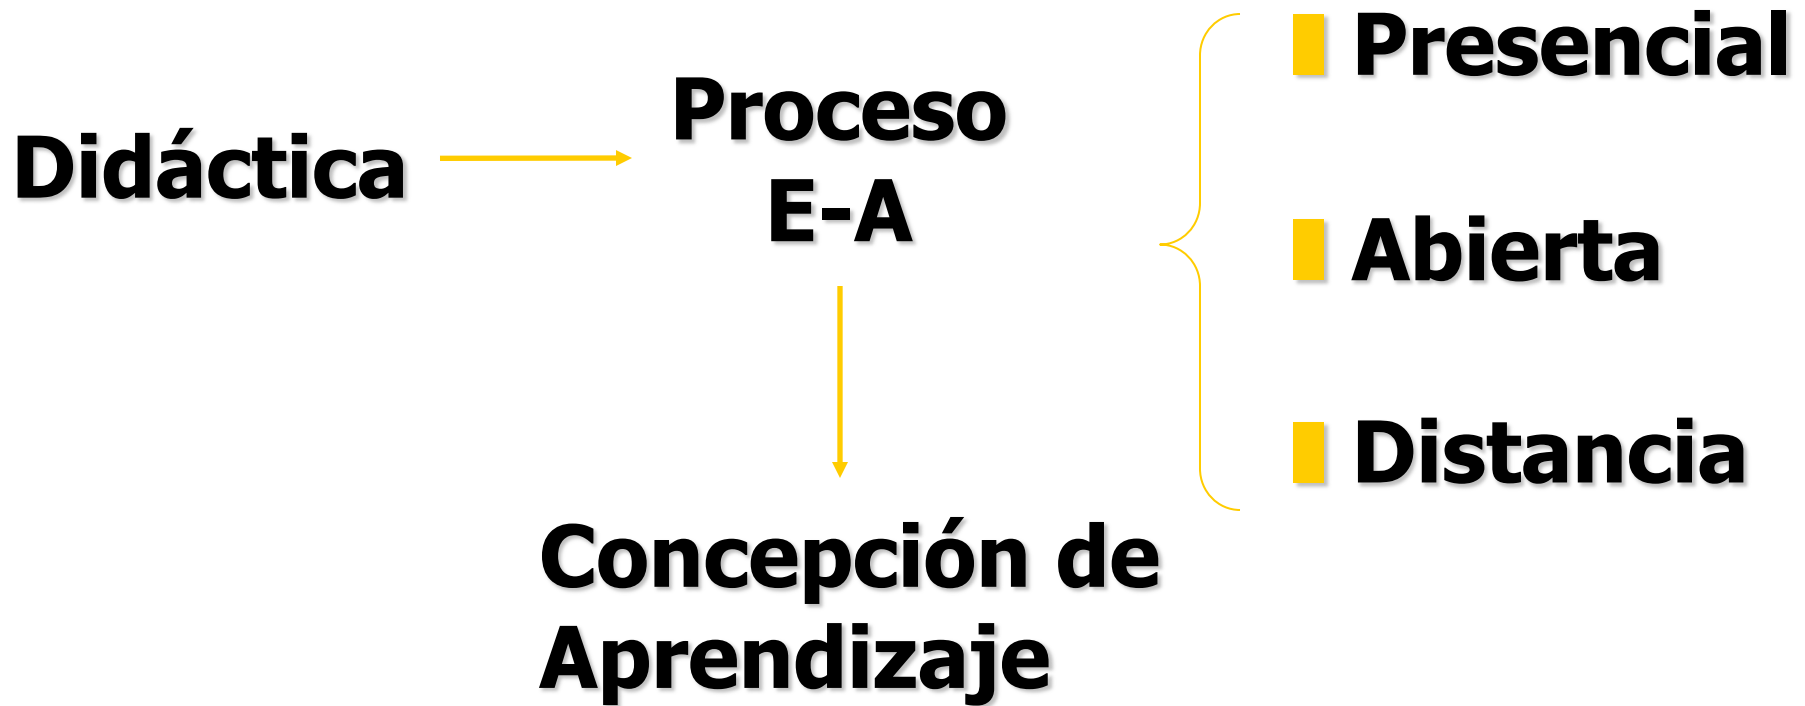 Didáctica
Proceso
E-A
Concepción de
Aprendizaje
Presencial
Abierta
Distancia